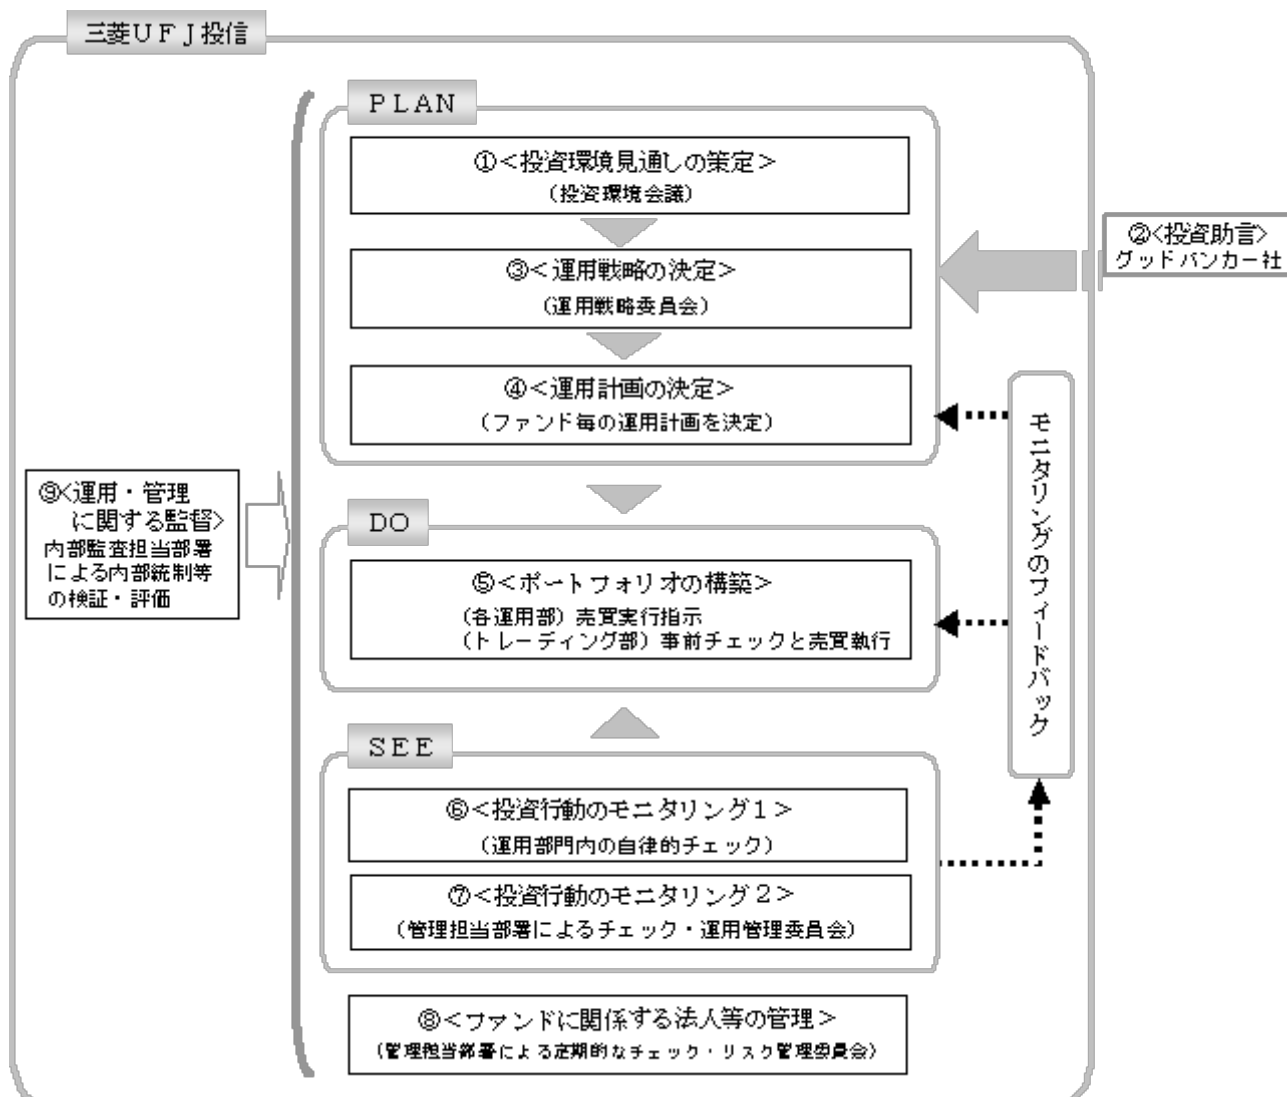 三菱ＵＦＪ投信
ＰＬＡＮ
①＜投資環境見通しの策定＞
（投資環境会議）
②＜投資助言＞
グッドバンカー社
③＜運用戦略の決定＞
（運用戦略委員会）
④＜運用計画の決定＞
（ファンド毎の運用計画を決定）
モニタリングのフィードバック
⑨＜運用・管理
に関する監督＞
内部監査担当部署
による内部統制等
の検証・評価
ＤＯ
⑤＜ポートフォリオの構築＞
（各運用部）売買実行指示
（トレーディング部）事前チェックと売買執行
ＳＥＥ
⑥＜投資行動のモニタリング１＞
（運用部門内の自律的チェック）
⑦＜投資行動のモニタリング２＞
（管理担当部署によるチェック・運用管理委員会）
⑧＜ファンドに関係する法人等の管理＞
（管理担当部署による定期的なチェック・リスク管理委員会）